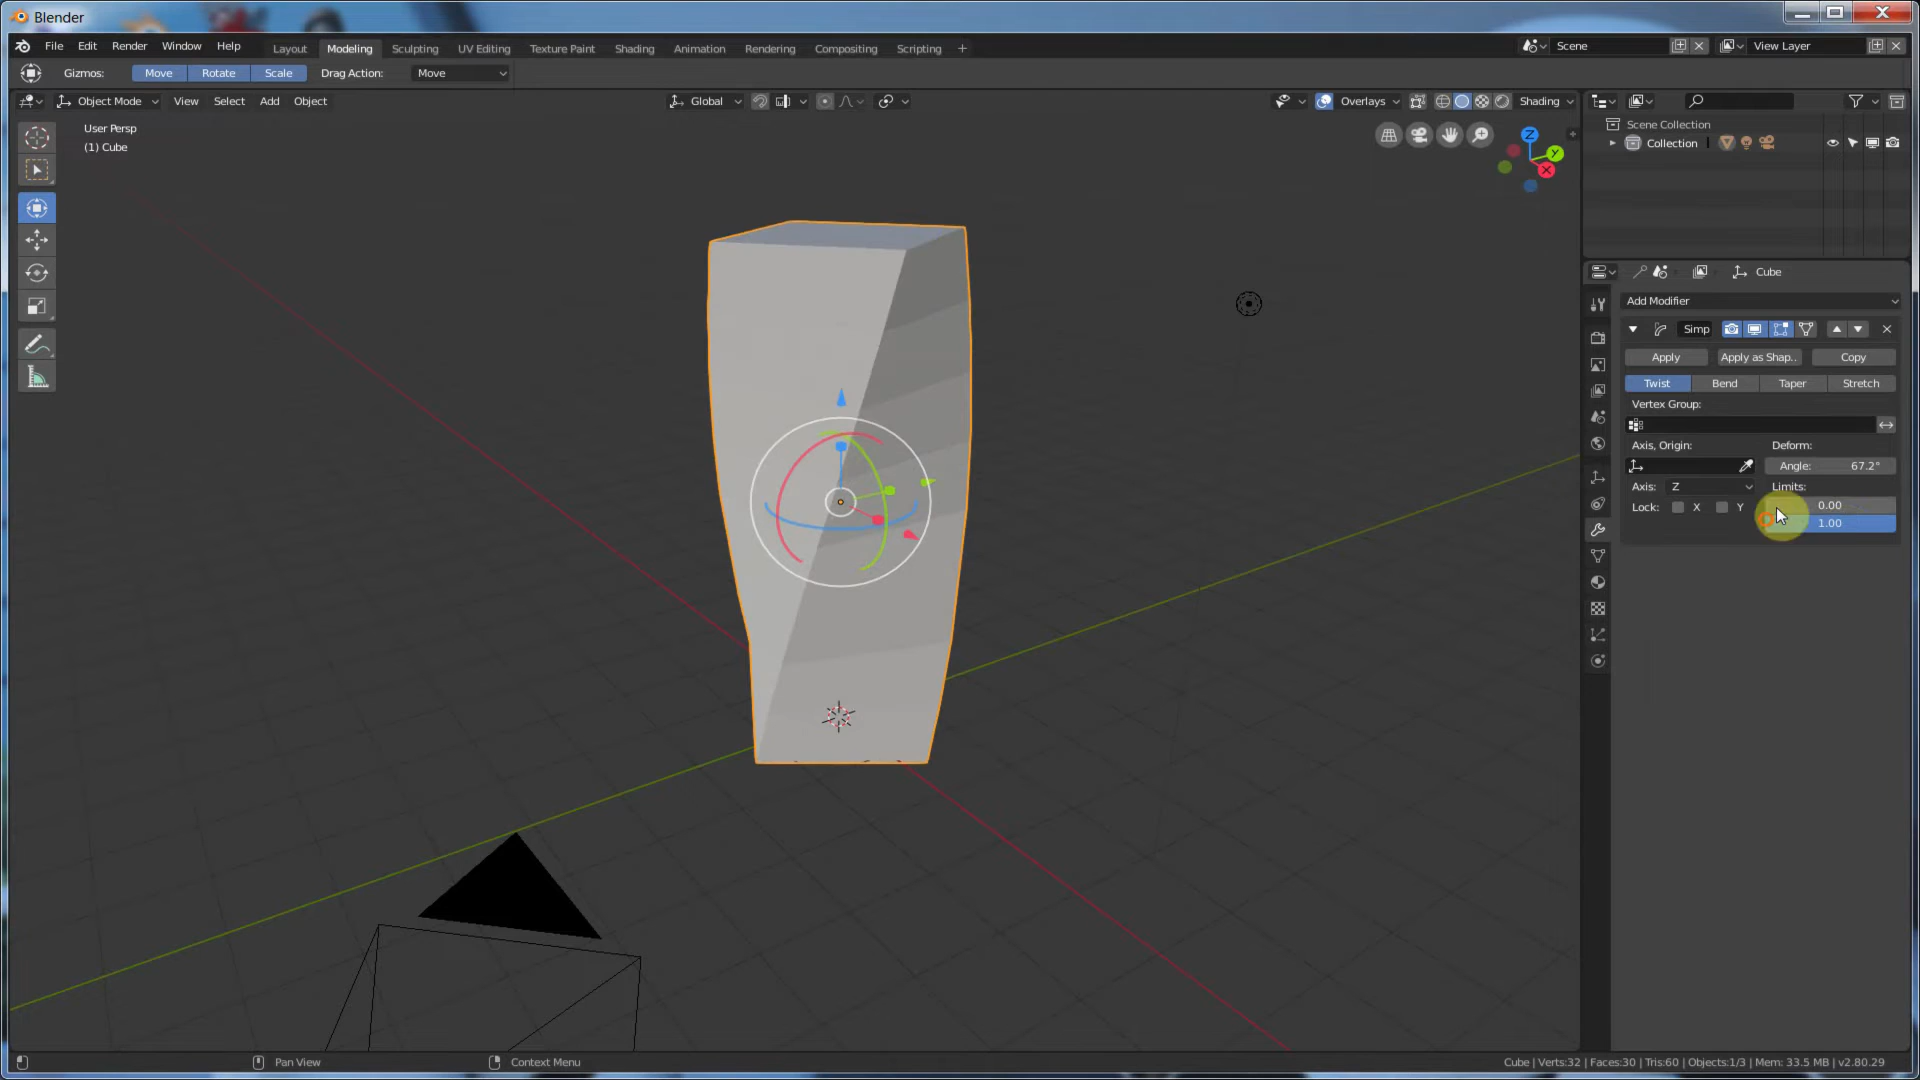 Blender
File Edit Render Window Help Layout Modeling Sculpting UV Editing Texture Paint Shading Animation Rendering Compositing Scripting + Scene View Layer
Gizmos: Move Rotate Scale Drag Action: Move
Object Mode View Select Add Object Global Overlays Shading
User Persp
(1) Cube
Z
Y
X
Scene Collection
Collection
Cube
Add Modifier
Simp
Apply Apply as Shap.. Copy
Twist Bend Taper Stretch
Vertex Group:
Axis, Origin: Deform:
Angle: 67.2°
Axis: Z Limits:
Lock: X Y 0.00
1.00
Pan View Context Menu Cube | Verts:32 | Faces:30 | Tris:60 | Objects:1/3 | Mem: 33.5 MB | v2.80.29